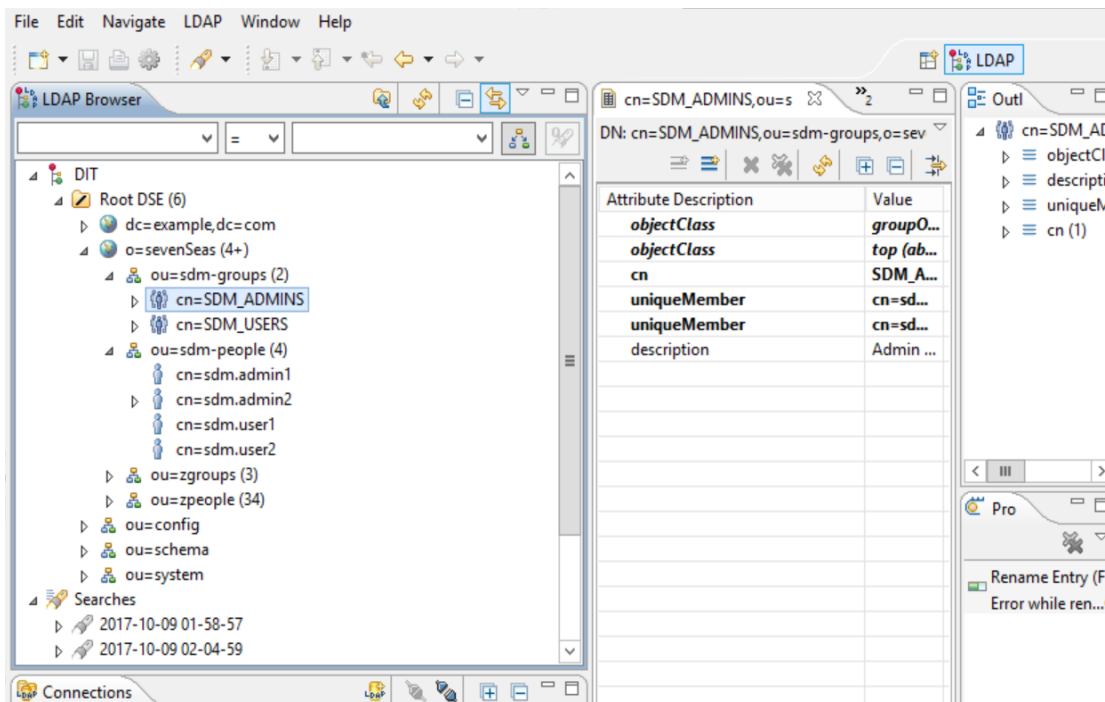 File Edit Navigate LDAP Window Help
LDAP
LDAP Browser
=
DIT
Root DSE (6)
dc=example,dc=com
o=sevenSeas (4+)
ou=sdm-groups (2)
cn=SDM_ADMINS
cn=SDM_USERS
ou=sdm-people (4)
cn=sdm.admin1
cn=sdm.admin2
cn=sdm.user1
cn=sdm.user2
ou=zgroups (3)
ou=zpeople (34)
ou=config
ou=schema
ou=system
Searches
2017-10-09 01-58-57
2017-10-09 02-04-59
Connections
cn=SDM_ADMINS,ou=s
2
DN: cn=SDM_ADMINS,ou=sdm-groups,o=sev
Attribute Description Value
objectClass groupO...
objectClass top (ab...
cn SDM_A...
uniqueMember cn=sd...
uniqueMember cn=sd...
description Admin ...
Outl
cn=SDM_AD
objectCl
descripti
uniqueM
cn (1)
Pro
Rename Entry (F
Error while ren...